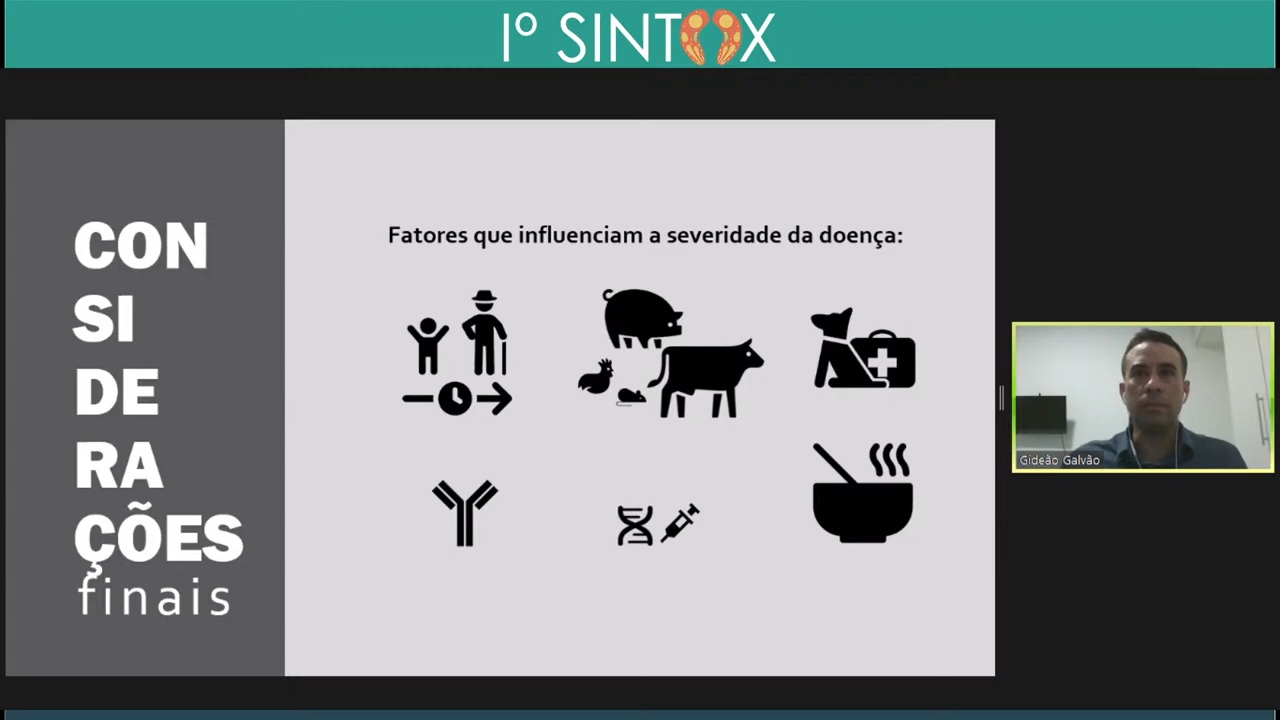 Iº SINTOX
CON
SI
DE
RA
ÇÕES
finais
Fatores que influenciam a severidade da doença:
Gideão Galvão